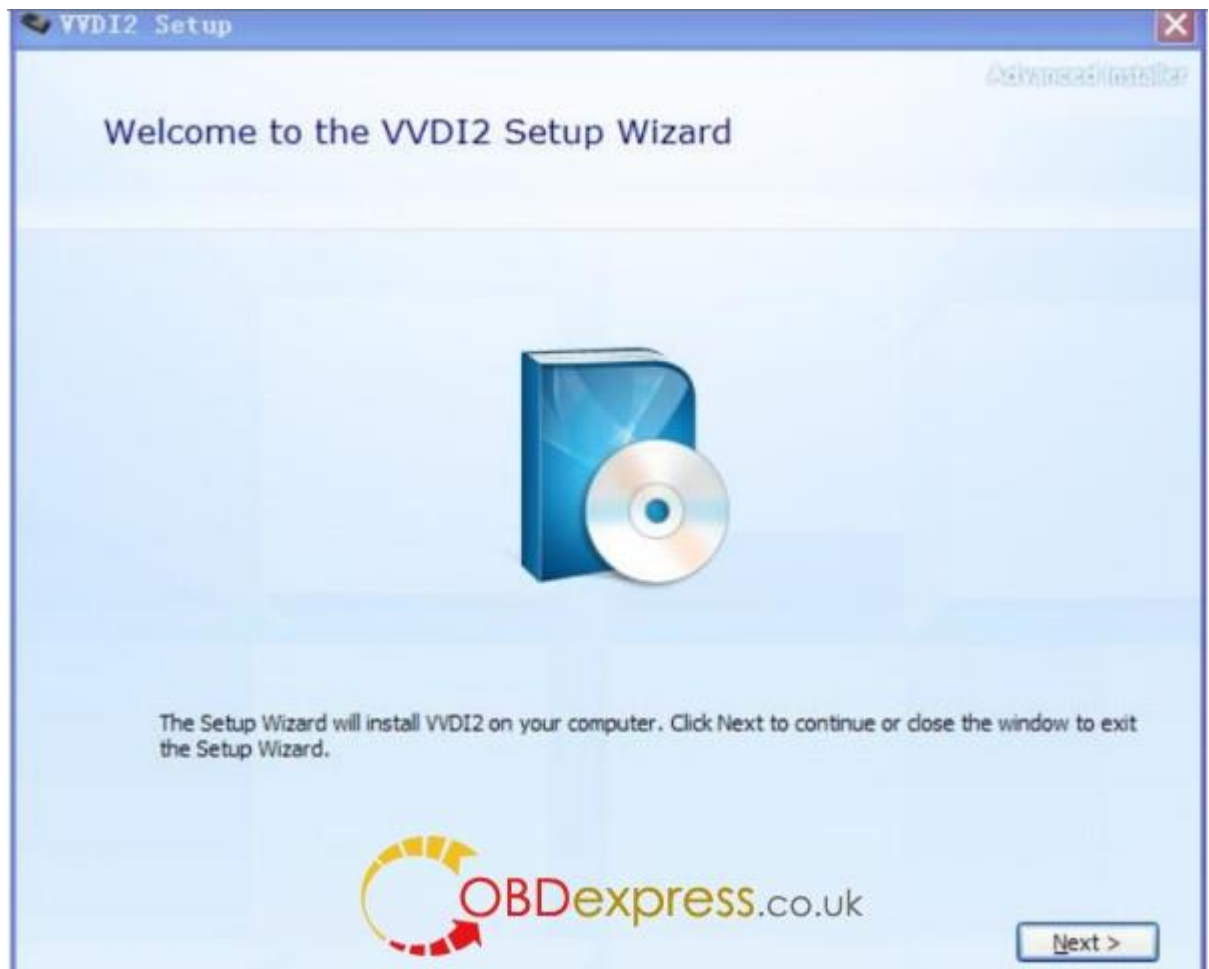 VVDI2 Setup
Advanced Installer
Welcome to the VVDI2 Setup Wizard
The Setup Wizard will install VVDI2 on your computer. Click Next to continue or close the window to exit
the Setup Wizard.
OBDexpress.co.uk
Next >